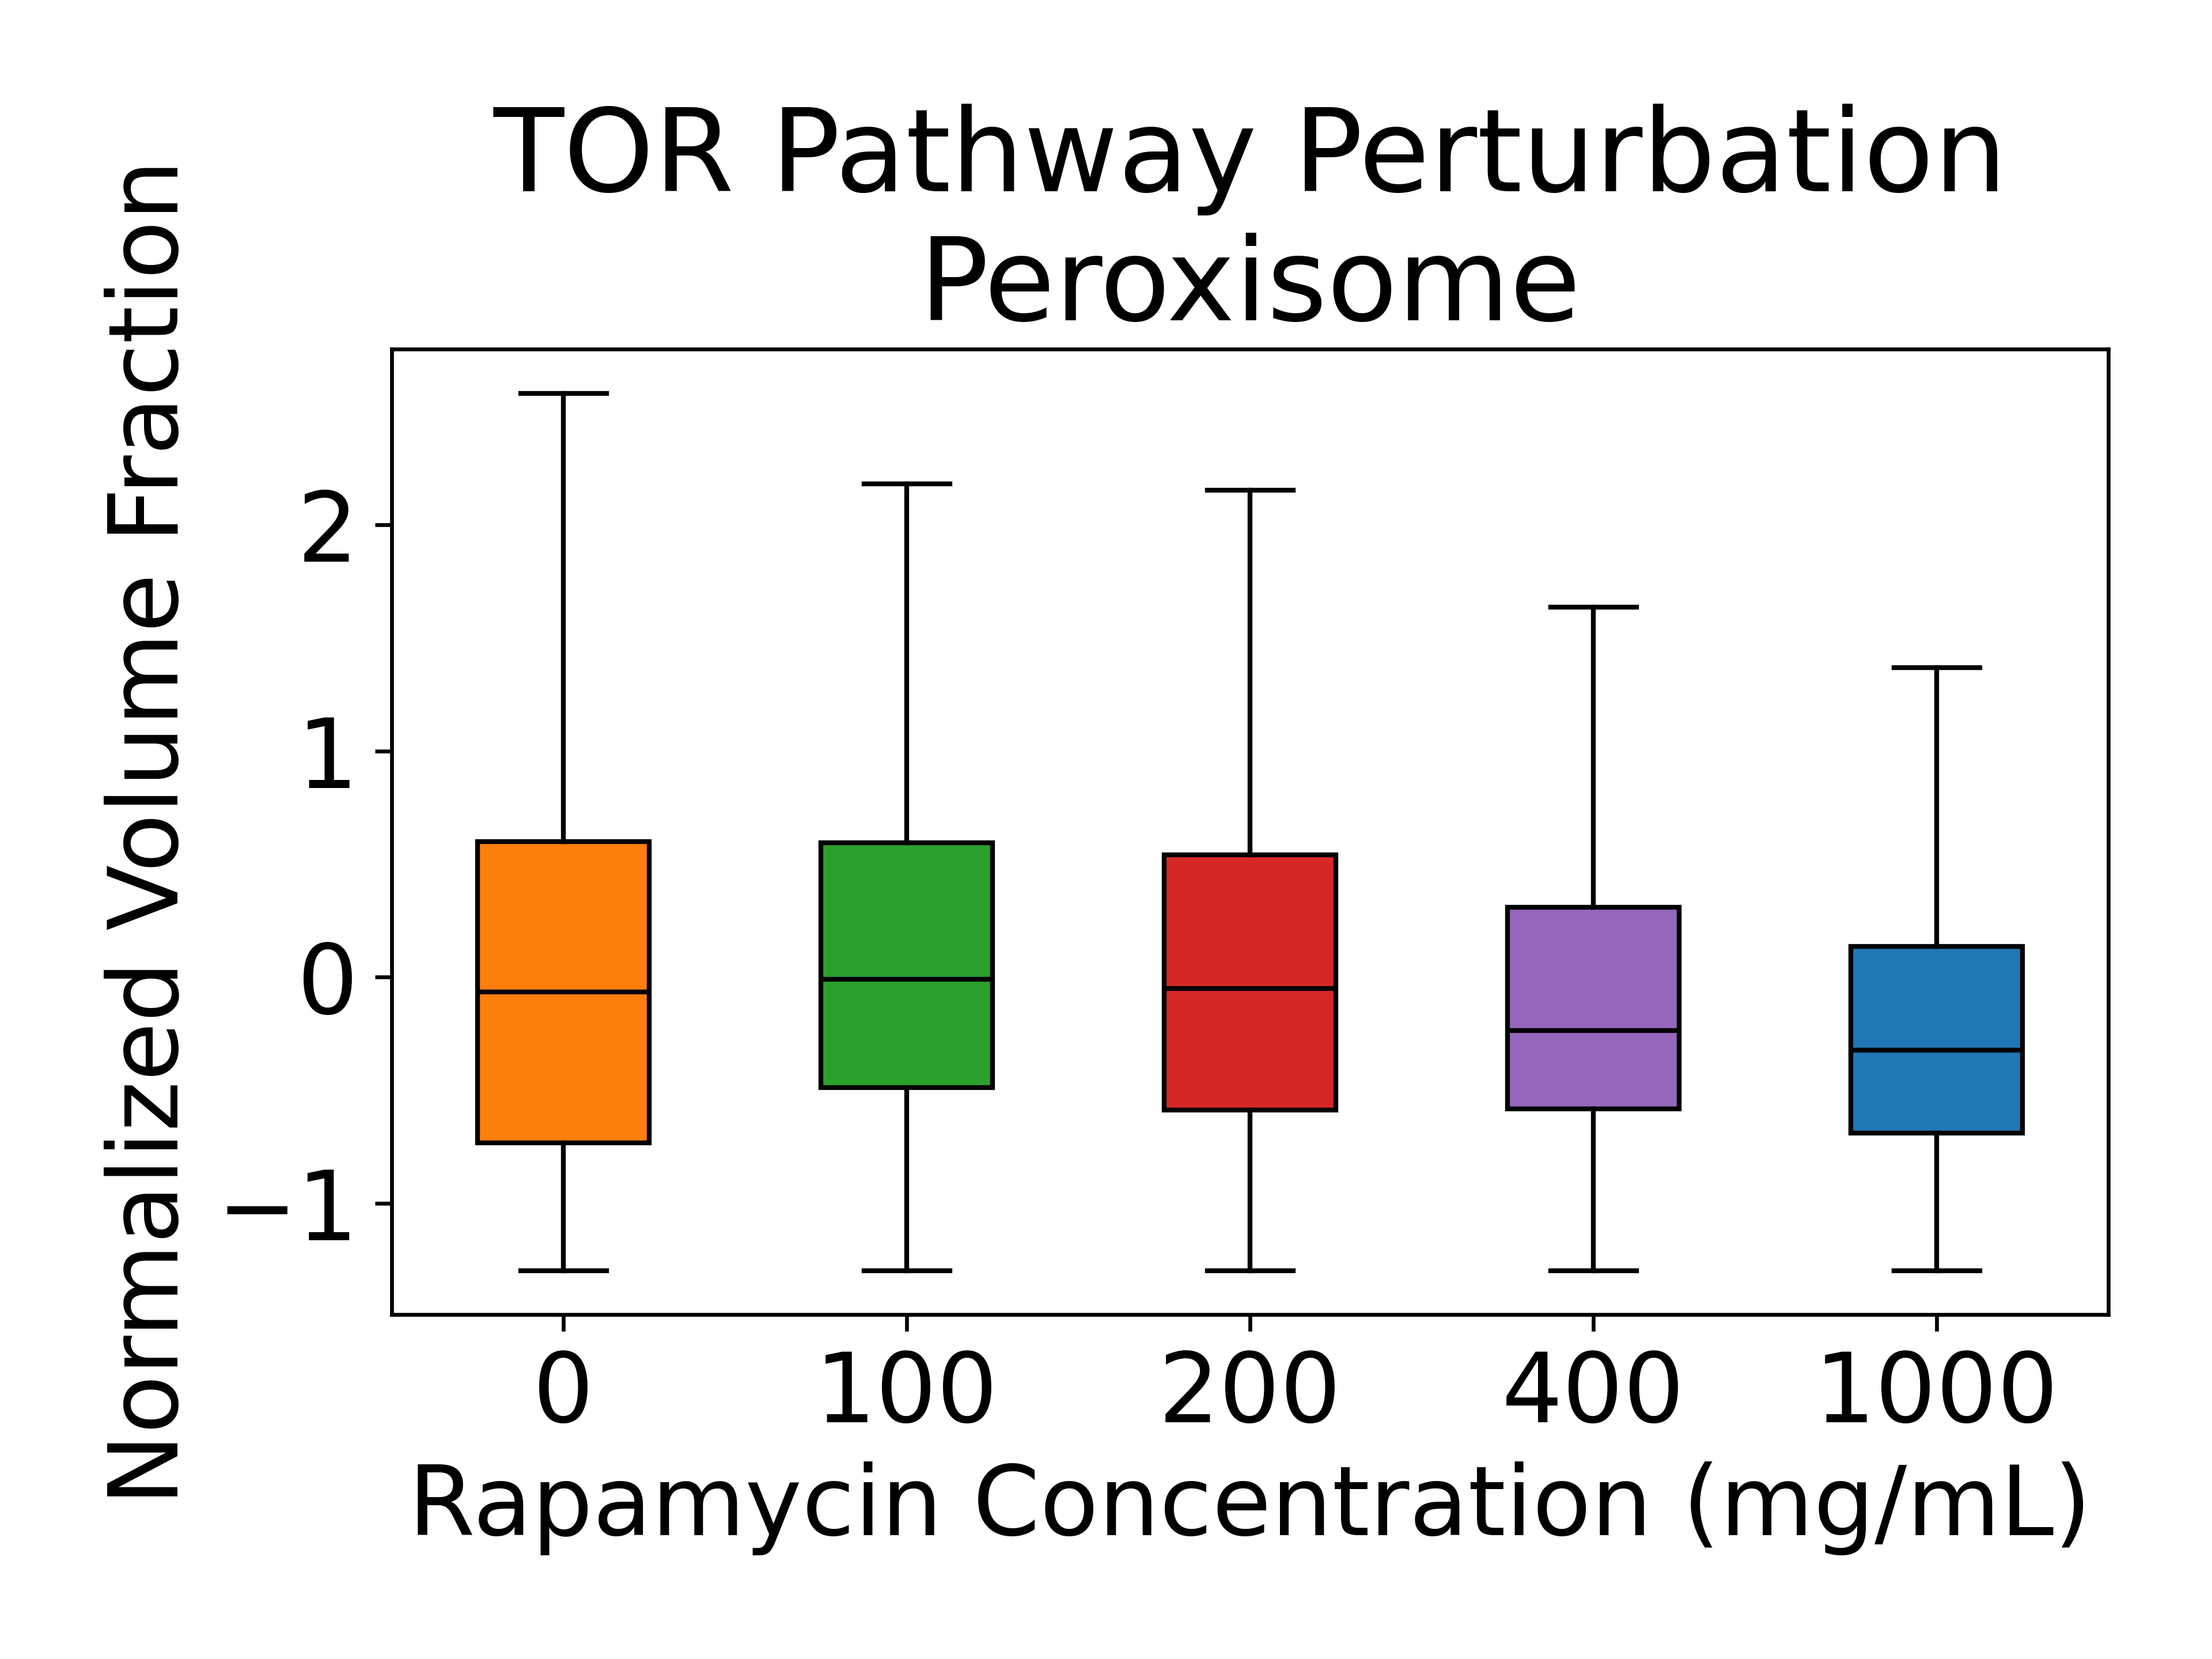 TOR Pathway Perturbation
Peroxisome
Normalized Volume Fraction
2
1
0
−1
0 100 200 400 1000
Rapamycin Concentration (mg/mL)